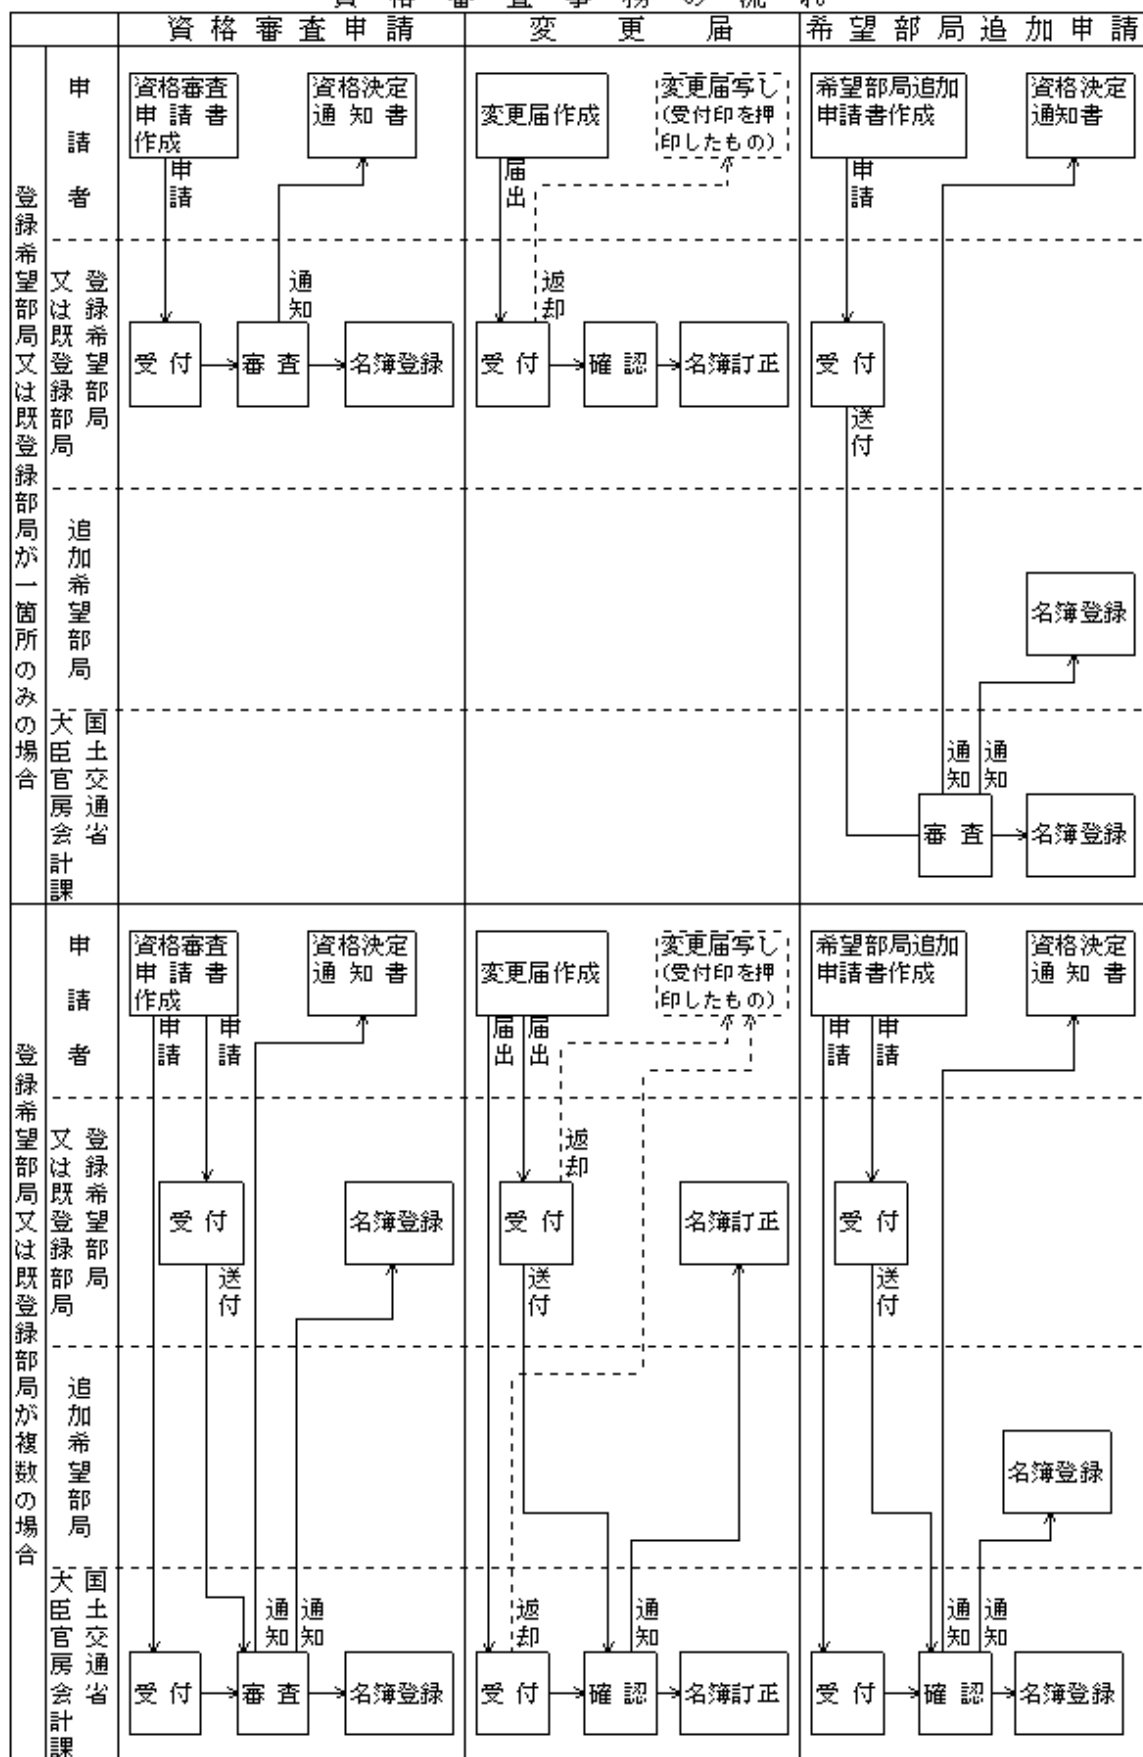 資格審査事務の流れ
資格審査申請
変更届
希望部局追加申請
登録希望部局又は既登録部局が一箇所のみの場合
申請者
資格審査
申請書
作成
資格決定
通知書
変更届作成
変更届写し
(受付印を押
印したもの)
希望部局追加
申請書作成
資格決定
通知書
申請
届出
申請
登録希望部局
又は既登録部局
通知
返却
受付
審査
名簿登録
受付
確認
名簿訂正
受付
送付
追加希望部局
名簿登録
国土交通省
大臣官房会計課
通知
通知
審査
名簿登録
登録希望部局又は既登録部局が複数の場合
申請者
資格審査
申請書
作成
資格決定
通知書
変更届作成
変更届写し
(受付印を押
印したもの)
希望部局追加
申請書作成
資格決定
通知書
申請
申請
届出
届出
申請
申請
登録希望部局
又は既登録部局
返却
受付
名簿登録
受付
名簿訂正
受付
送付
送付
送付
追加希望部局
名簿登録
国土交通省
大臣官房会計課
通知
通知
返却
通知
通知
通知
受付
審査
名簿登録
受付
確認
名簿訂正
受付
確認
名簿登録